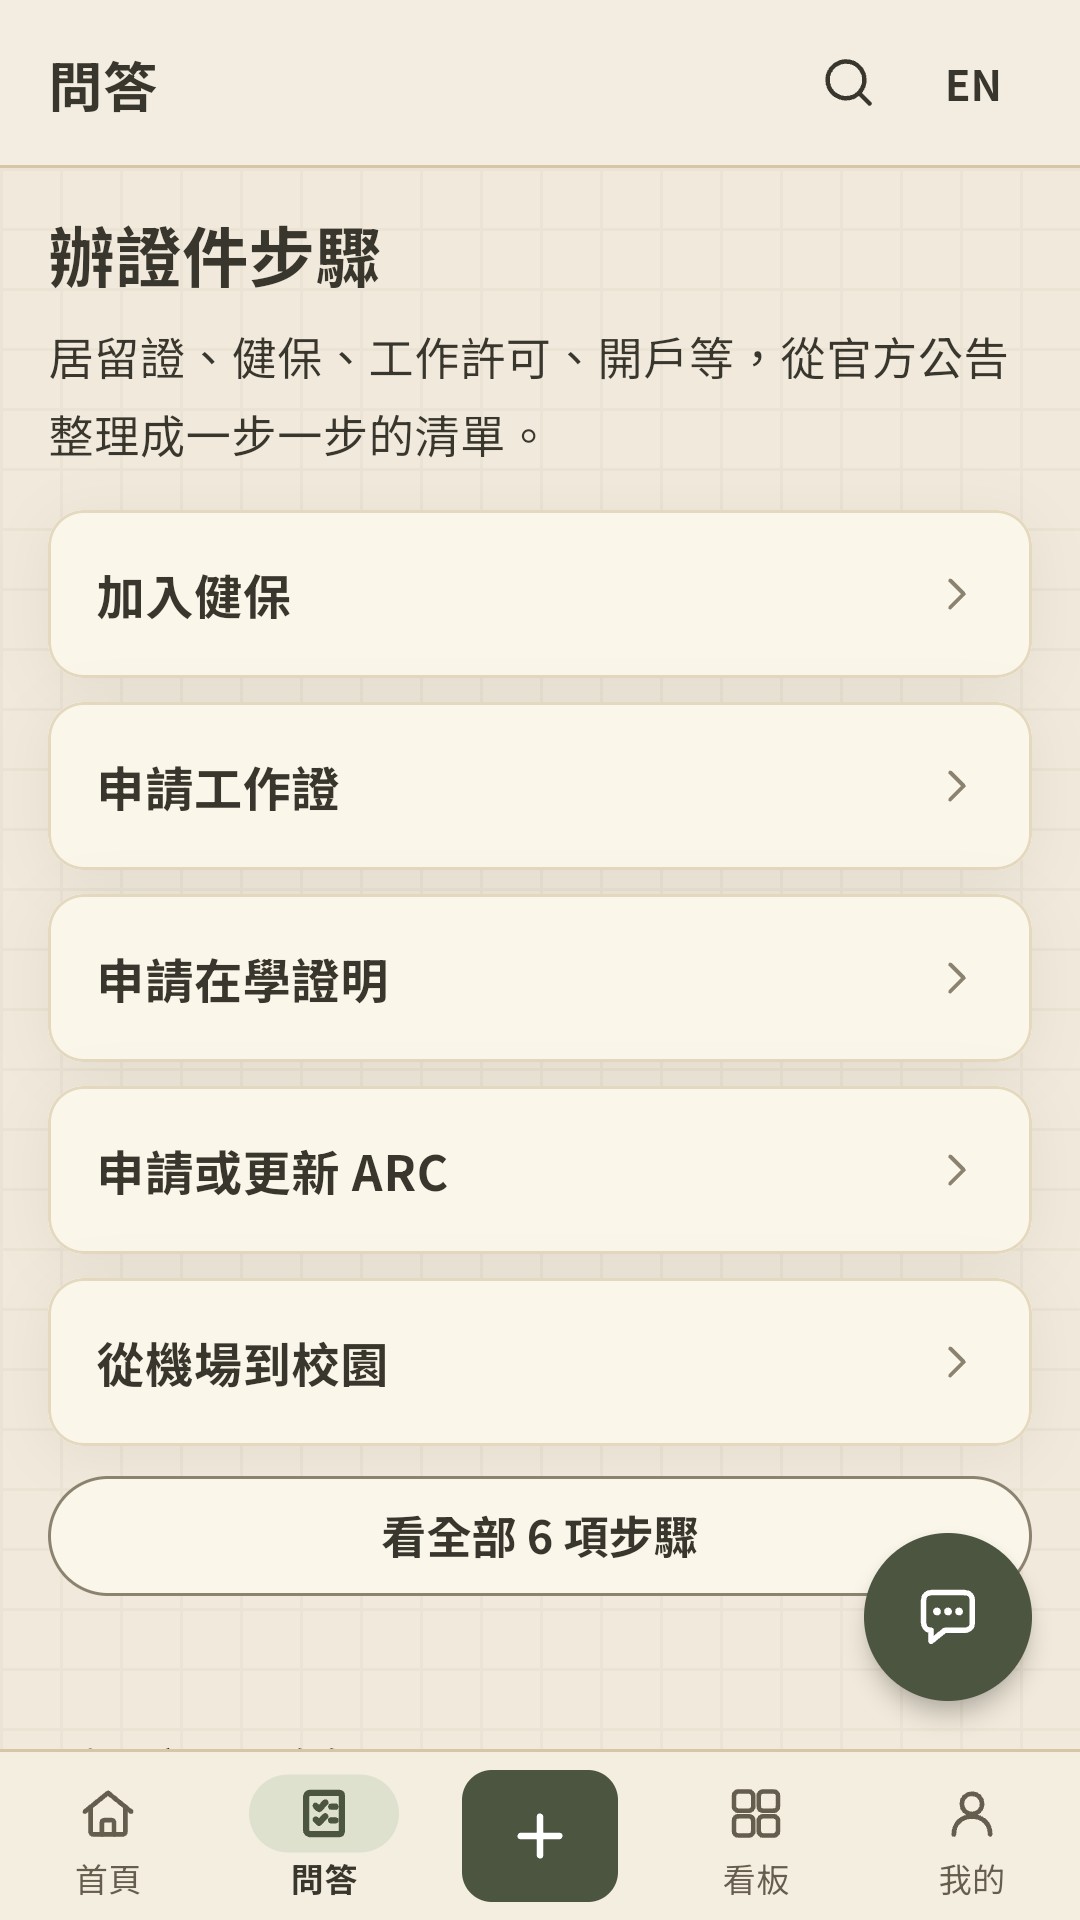 問答
EN
辦證件步驟
居留證、健保、工作許可、開戶等，從官方公告
整理成一步一步的清單。
加入健保
申請工作證
申請在學證明
申請或更新 ARC
從機場到校園
看全部 6 項步驟
首頁
問答
看板
我的